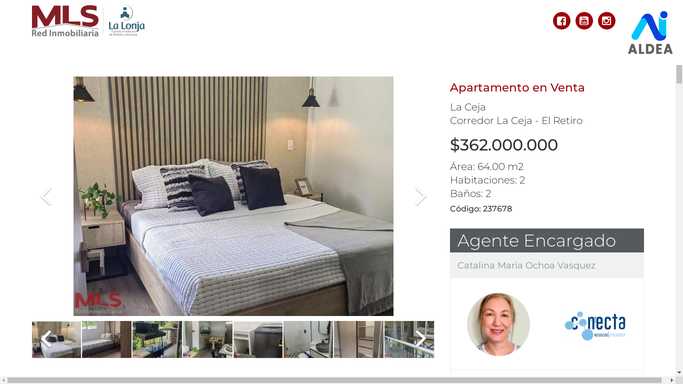 MLS
Red Inmobiliaria
La Lonja
ALDEA
Apartamento en Venta
La Ceja
Corredor La Ceja - El Retiro
$362.000.000
Área: 64.00 m2
Habitaciones: 2
Baños: 2
Código: 237678
MLS
Agente Encargado
Catalina Maria Ochoa Vasquez
conecta